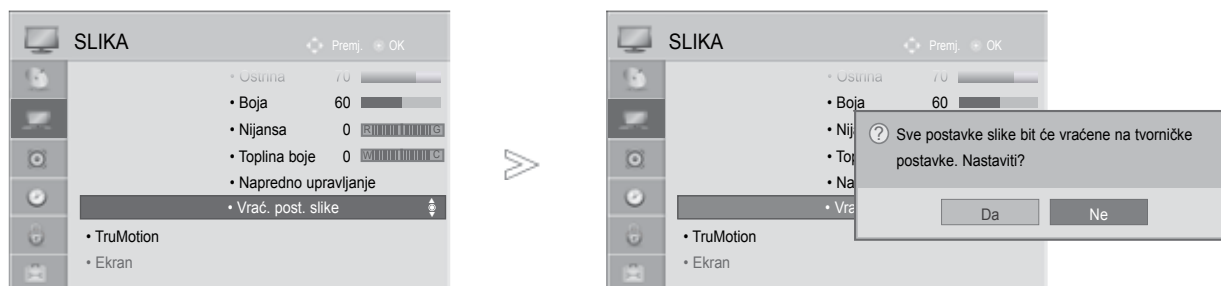 SLIKA
Premj. OK
• Oštrina 70
• Boja 60
• Nijansa 0 R G
• Toplina boje 0 W C
• Napredno upravljanje
• Vrać. post. slike
• TruMotion
• Ekran
SLIKA
Premj. OK
• Oštrina 70
• Boja 60
• Nij
• Top
• Na
• Vra
? Sve postavke slike bit će vraćene na tvorničke
postavke. Nastaviti?
Da Ne
• TruMotion
• Ekran